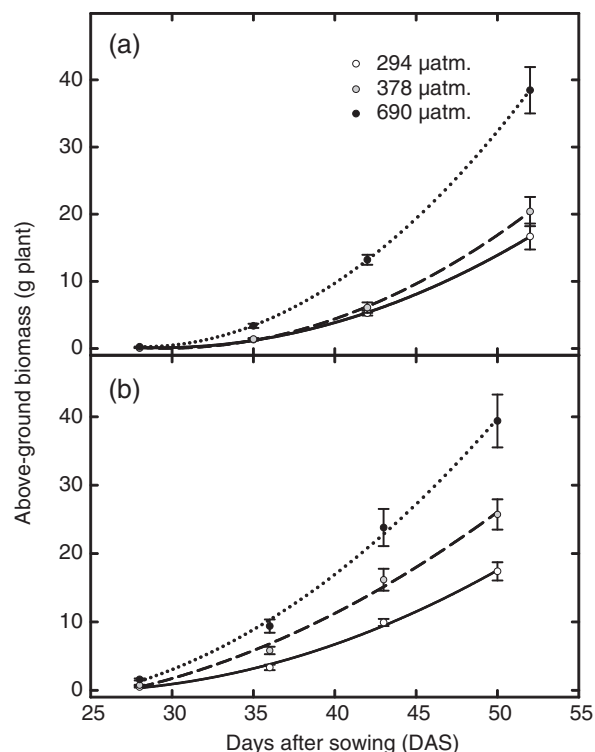 (a)
294 µatm.
378 µatm.
690 µatm.
40
30
20
10
0
Above-ground biomass (g plant)
(b)
40
30
20
10
0
25 30 35 40 45 50 55
Days after sowing (DAS)